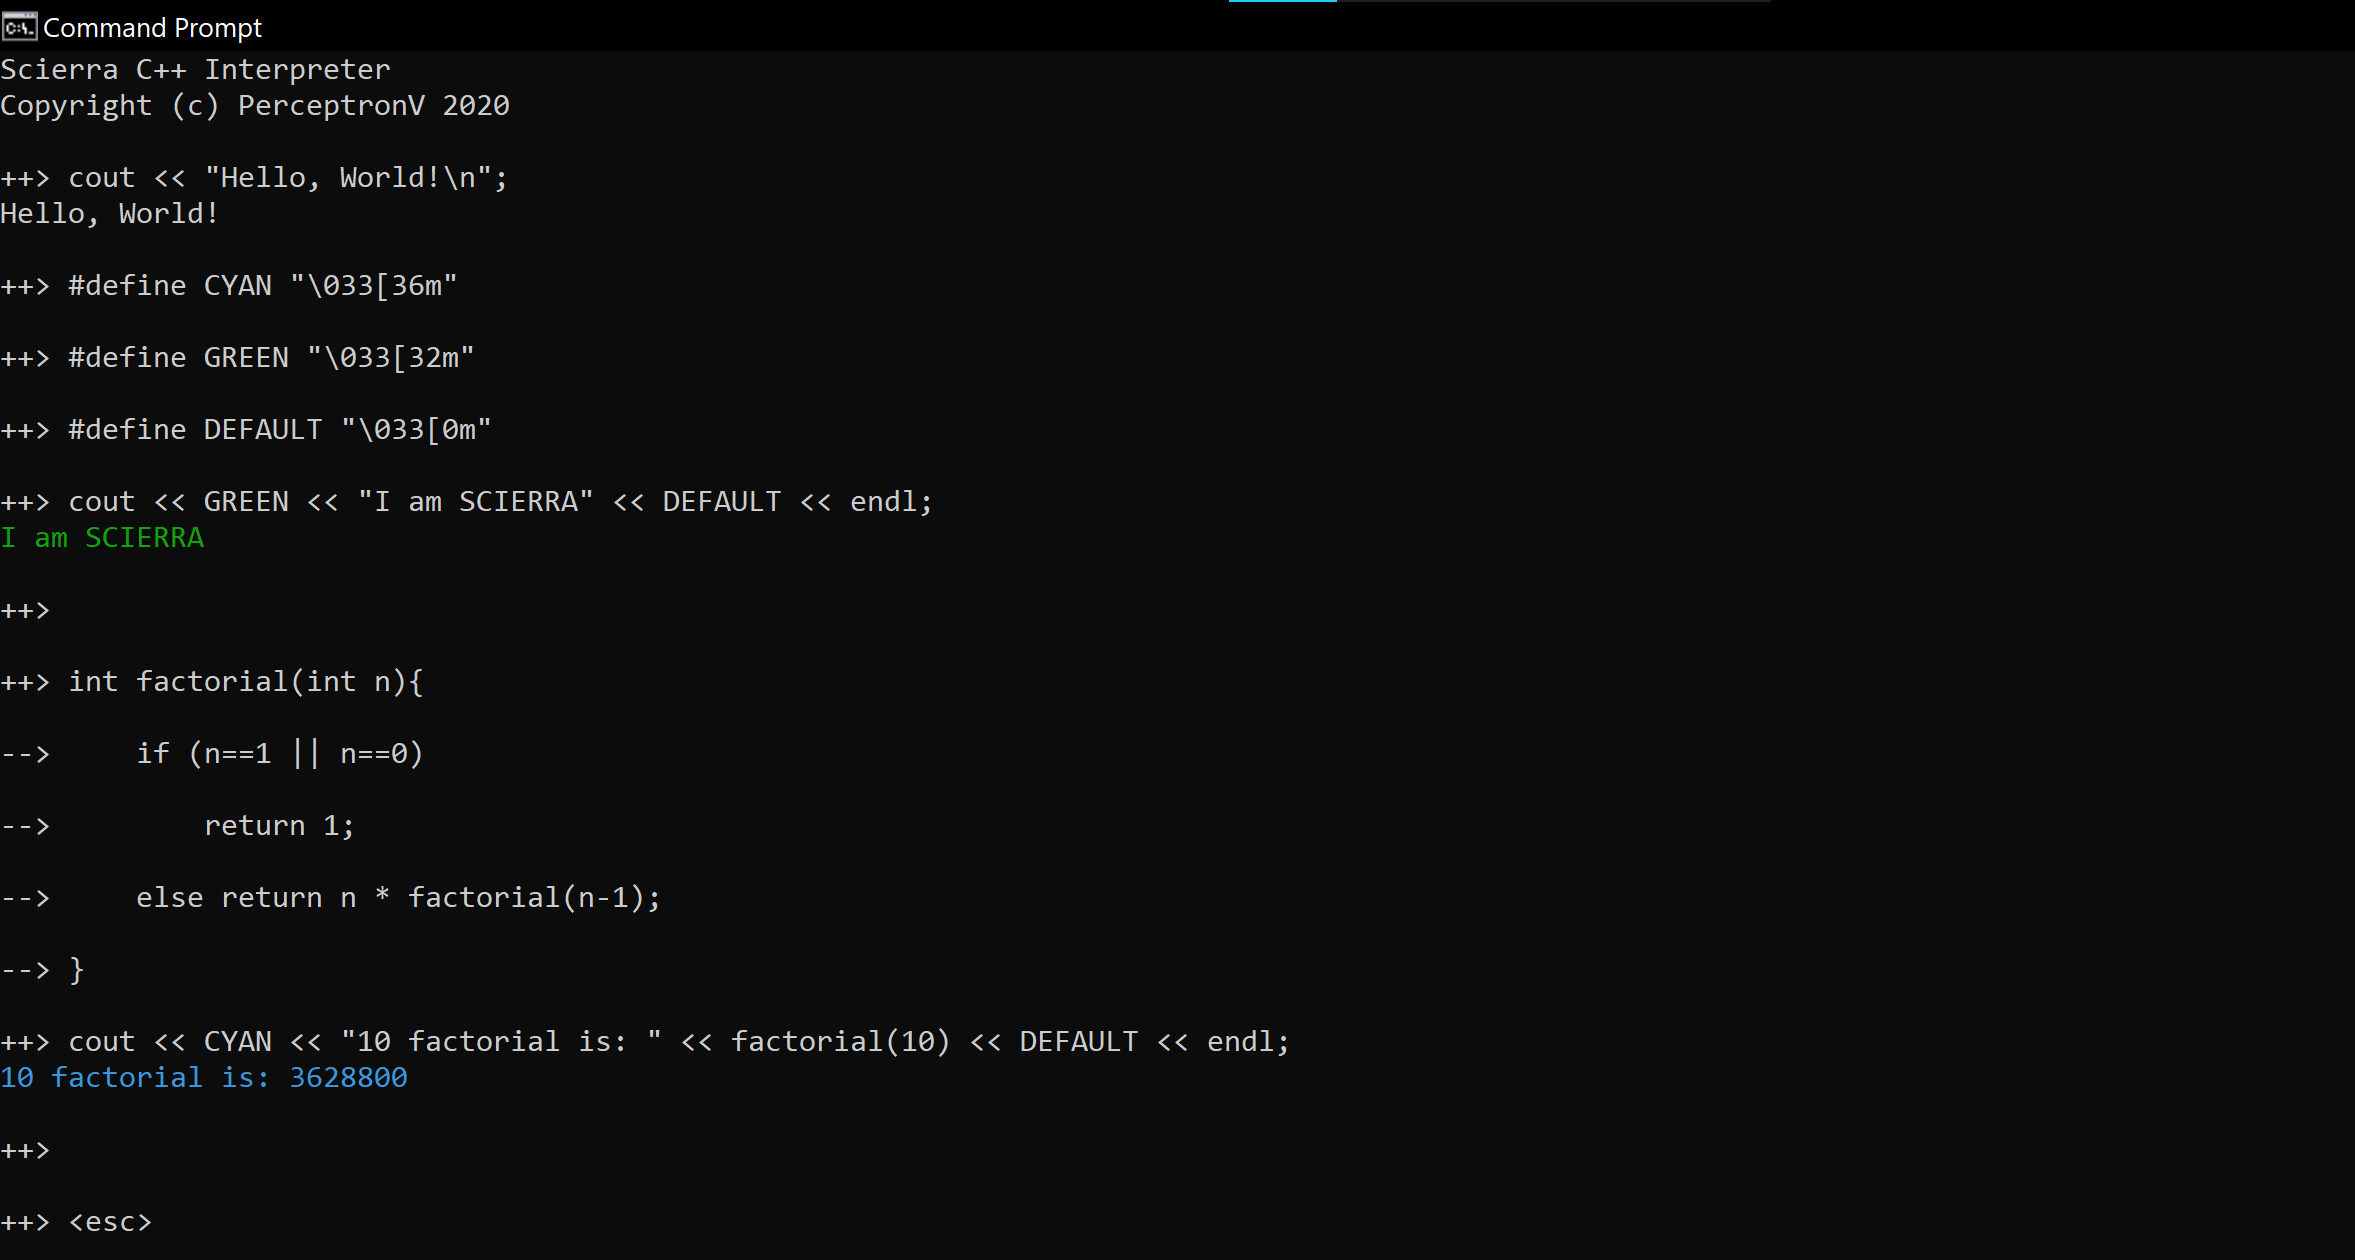 Command Prompt
Scierra C++ Interpreter
Copyright (c) PerceptronV 2020
++> cout << "Hello, World!\n";
Hello, World!
++> #define CYAN "\033[36m"
++> #define GREEN "\033[32m"
++> #define DEFAULT "\033[0m"
++> cout << GREEN << "I am SCIERRA" << DEFAULT << endl;
I am SCIERRA
++>
++> int factorial(int n){
-->     if (n==1 || n==0)
-->         return 1;
-->     else return n * factorial(n-1);
--> }
++> cout << CYAN << "10 factorial is: " << factorial(10) << DEFAULT << endl;
10 factorial is: 3628800
++>
++> <esc>